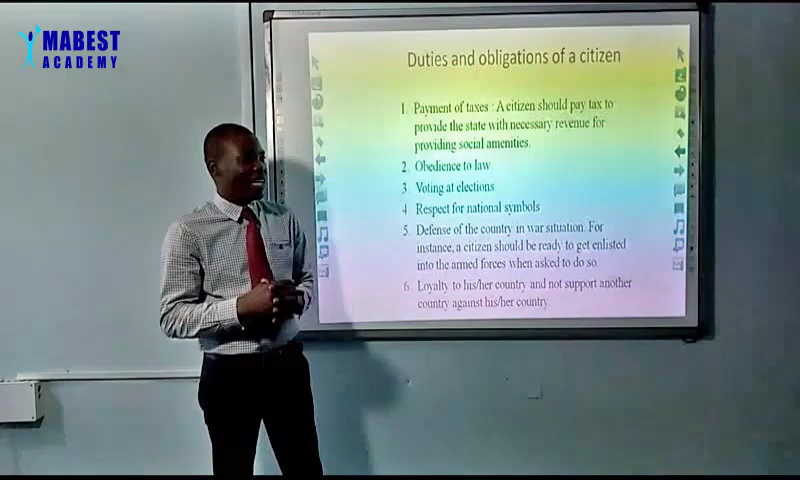 MABEST
ACADEMY
Duties and obligations of a citizen
1. Payment of taxes : A citizen should pay tax to
provide the state with necessary revenue for
providing social amenities.
2. Obedience to law
3. Voting at elections
4. Respect for national symbols
5. Defense of the country in war situation. For
instance, a citizen should be ready to get enlisted
into the armed forces when asked to do so.
6. Loyalty to his/her country and not support another
country against his/her country.